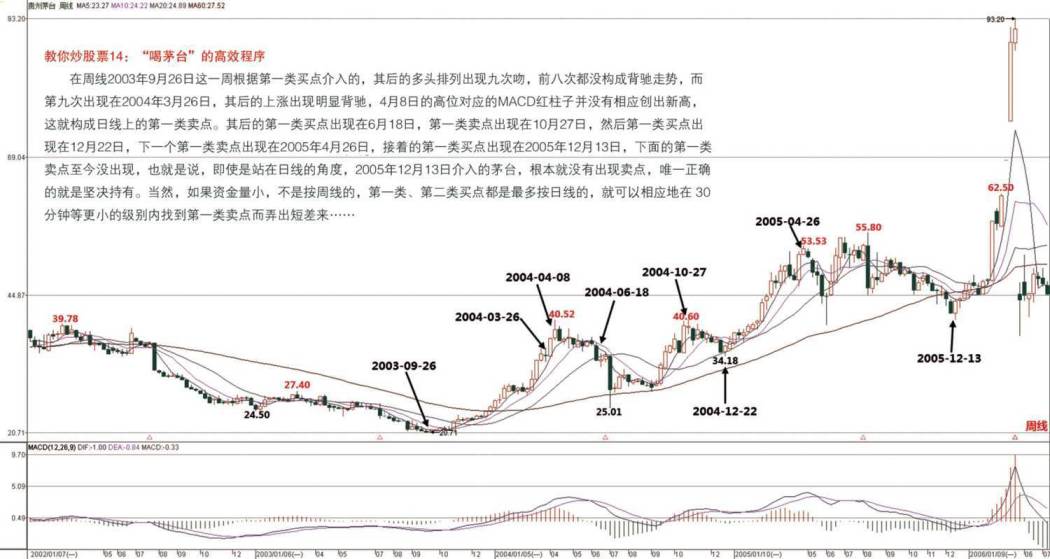 贵州茅台 周线 MA5:23.27 MA10:24.22 MA20:24.89 MA60:27.52
93.20
93.20
教你炒股票14：“喝茅台”的高效程序
在周线2003年9月26日这一周根据第一类买点介入的，其后的多头排列出现九次吻，前八次都没构成背驰走势，而
第九次出现在2004年3月26日，其后的上涨出现明显背驰，4月8日的高位对应的MACD红柱子并没有相应创出新高，
这就构成日线上的第一类卖点。其后的第一类买点出现在6月18日，第一类卖点出现在10月27日，然后第一类买点出
现在12月22日，下一个第一类卖点出现在2005年4月26日，接着的第一类买点出现在2005年12月13日，下面的第一类
卖点至今没出现，也就是说，即使是站在日线的角度，2005年12月13日介入的茅台，根本就没有出现卖点，唯一正确
的就是坚决持有。当然，如果资金量小，不是按周线的，第一类、第二类买点都是最多按日线的，就可以相应地在 30
分钟等更小的级别内找到第一类卖点而弄出短差来……
69.04
62.50
2005-04-26
53.53
55.80
2004-04-08
2004-10-27
2004-06-18
44.87
39.78
2004-03-26
40.52
40.60
2003-09-26
34.18
2005-12-13
27.40
24.50
25.01
2004-12-22
20.71
20.71
周线
MACD(12,26,9) DIF:-1.00 DEA:-0.84 MACD:-0.33
9.70
5.09
0.49
2002/01/07(一) 05 06 07 08 09 10 12 2003/01/06(一) 04 05 07 08 09 10 12 2004/01/05(一) 04 05 06 07 08 09 10 12 2005/01/10(一) 04 05 06 07 08 09 10 12 2006/01/09(一) 06 07